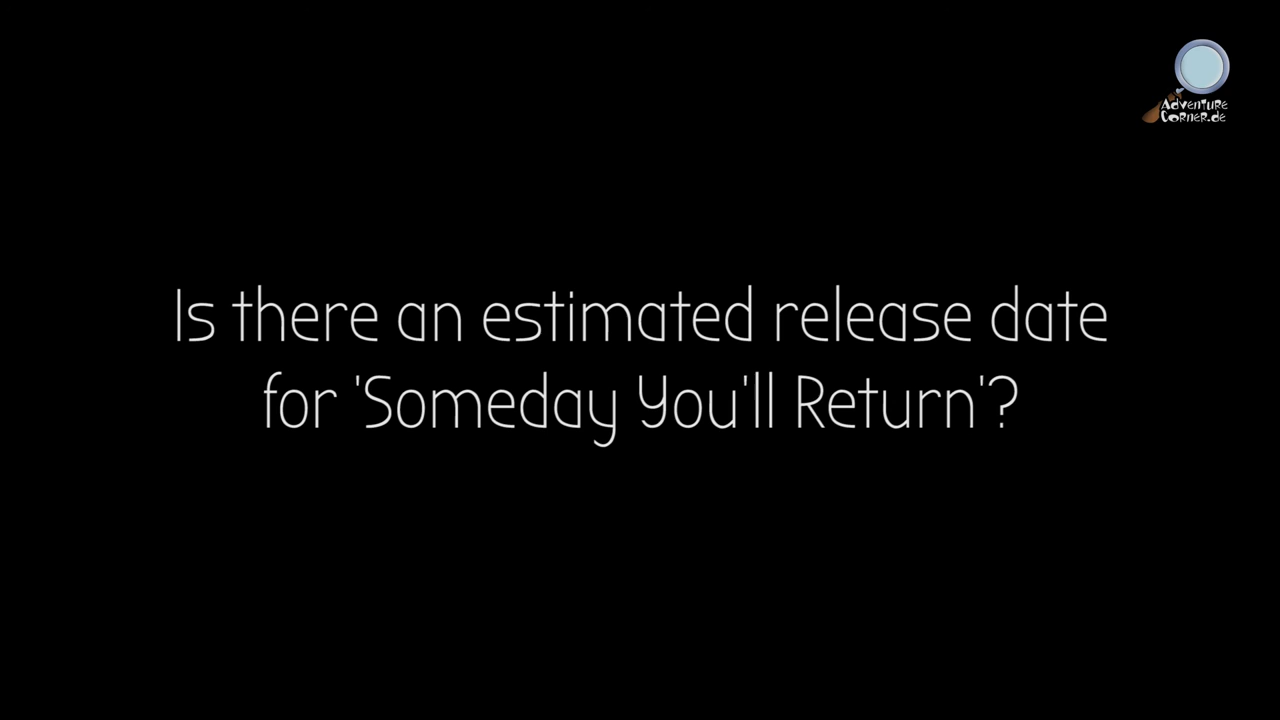 Adventure
Corner.de
Is there an estimated release date
for 'Someday You'll Return'?